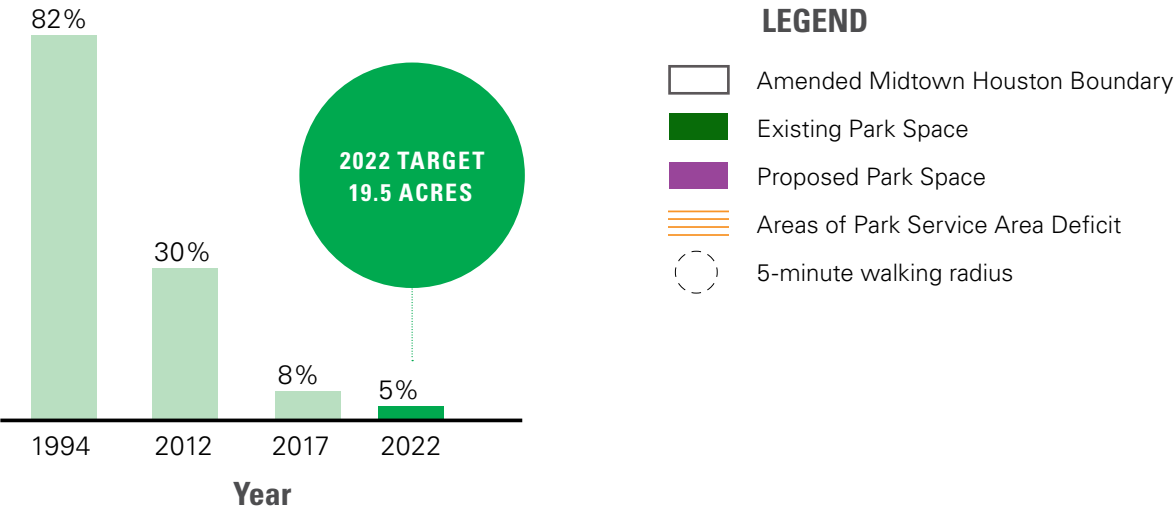 82%
30%
8%
5%
2022 TARGET
19.5 ACRES
1994
2012
2017
2022
Year
LEGEND
Amended Midtown Houston Boundary
Existing Park Space
Proposed Park Space
Areas of Park Service Area Deficit
5-minute walking radius